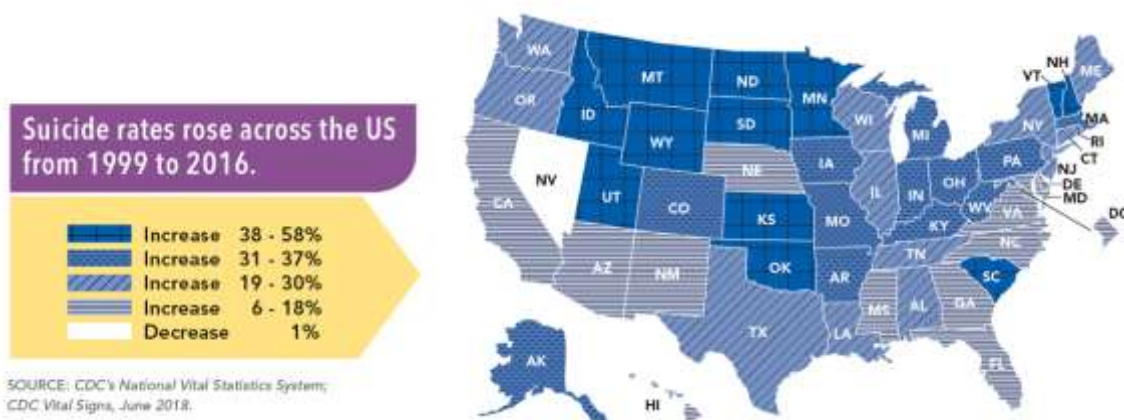 Suicide rates rose across the US
from 1999 to 2016.
Increase 38 - 58%
Increase 31 - 37%
Increase 19 - 30%
Increase 6 - 18%
Decrease 1%
SOURCE: CDC's National Vital Statistics System;
CDC Vital Signs, June 2018.
WA
MT
ND
MN
VT
NH
ME
OR
ID
SD
WI
MI
NY
MA
RI
CT
WY
IA
PA
NJ
NE
DE
MD
NV
UT
CO
IL
IN
OH
WV
VA
DC
CA
KS
MO
KY
NC
TN
AZ
NM
OK
AR
SC
MS
AL
GA
TX
LA
FL
AK
HI